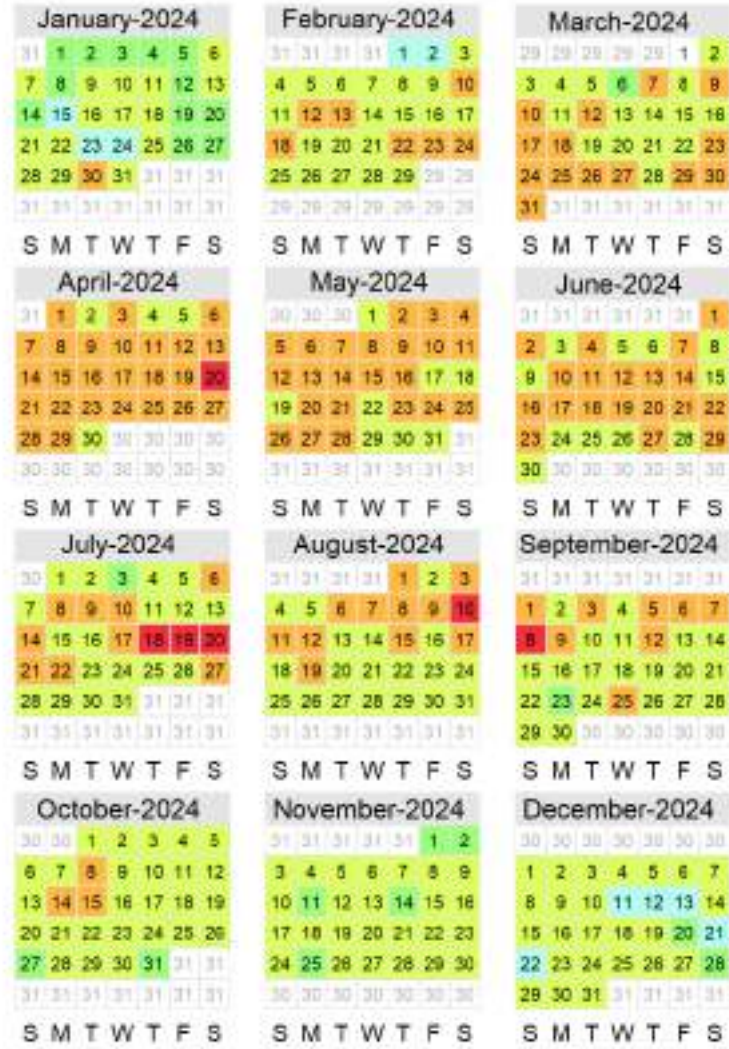 January-2024
31 1 2 3 4 5 6
7 8 9 10 11 12 13
14 15 16 17 18 19 20
21 22 23 24 25 26 27
28 29 30 31 31 31 31
31 31 31 31 31 31 31
S M T W T F S
February-2024
31 31 31 31 1 2 3
4 5 6 7 8 9 10
11 12 13 14 15 16 17
18 19 20 21 22 23 24
25 26 27 28 29 29 29
29 29 29 29 29 29 29
S M T W T F S
March-2024
29 29 29 29 29 1 2
3 4 5 6 7 8 9
10 11 12 13 14 15 16
17 18 19 20 21 22 23
24 25 26 27 28 29 30
31 31 31 31 31 31 31
S M T W T F S
April-2024
31 1 2 3 4 5 6
7 8 9 10 11 12 13
14 15 16 17 18 19 20
21 22 23 24 25 26 27
28 29 30 30 30 30 30
30 30 30 30 30 30 30
S M T W T F S
May-2024
30 30 30 1 2 3 4
5 6 7 8 9 10 11
12 13 14 15 16 17 18
19 20 21 22 23 24 25
26 27 28 29 30 31 31
31 31 31 31 31 31 31
S M T W T F S
June-2024
31 31 31 31 31 31 1
2 3 4 5 6 7 8
9 10 11 12 13 14 15
16 17 18 19 20 21 22
23 24 25 26 27 28 29
30 30 30 30 30 30 30
S M T W T F S
July-2024
30 1 2 3 4 5 6
7 8 9 10 11 12 13
14 15 16 17 18 19 20
21 22 23 24 25 26 27
28 29 30 31 31 31 31
31 31 31 31 31 31 31
S M T W T F S
August-2024
31 31 31 31 1 2 3
4 5 6 7 8 9 10
11 12 13 14 15 16 17
18 19 20 21 22 23 24
25 26 27 28 29 30 31
31 31 31 31 31 31 31
S M T W T F S
September-2024
31 31 31 31 31 31 31
1 2 3 4 5 6 7
8 9 10 11 12 13 14
15 16 17 18 19 20 21
22 23 24 25 26 27 28
29 30 30 30 30 30 30
S M T W T F S
October-2024
30 30 1 2 3 4 5
6 7 8 9 10 11 12
13 14 15 16 17 18 19
20 21 22 23 24 25 26
27 28 29 30 31 31 31
31 31 31 31 31 31 31
S M T W T F S
November-2024
31 31 31 31 31 1 2
3 4 5 6 7 8 9
10 11 12 13 14 15 16
17 18 19 20 21 22 23
24 25 26 27 28 29 30
30 30 30 30 30 30 30
S M T W T F S
December-2024
30 30 30 30 30 30 30
1 2 3 4 5 6 7
8 9 10 11 12 13 14
15 16 17 18 19 20 21
22 23 24 25 26 27 28
29 30 31 31 31 31 31
S M T W T F S